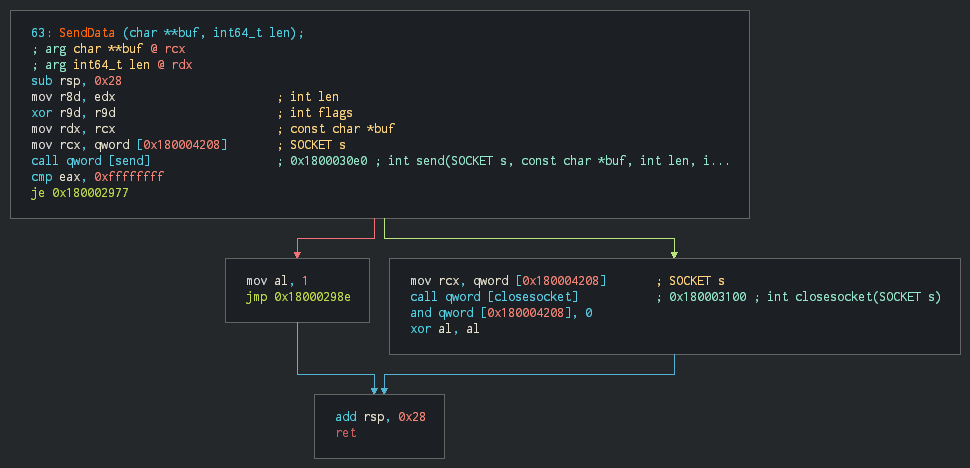 63: SendData (char **buf, int64_t len);
; arg char **buf @ rcx
; arg int64_t len @ rdx
sub rsp, 0x28
mov r8d, edx ; int len
xor r9d, r9d ; int flags
mov rdx, rcx ; const char *buf
mov rcx, qword [0x180004208] ; SOCKET s
call qword [send] ; 0x1800030e0 ; int send(SOCKET s, const char *buf, int len, i...
cmp eax, 0xffffffff
je 0x180002977
mov al, 1
jmp 0x18000298e
mov rcx, qword [0x180004208] ; SOCKET s
call qword [closesocket] ; 0x180003100 ; int closesocket(SOCKET s)
and qword [0x180004208], 0
xor al, al
add rsp, 0x28
ret